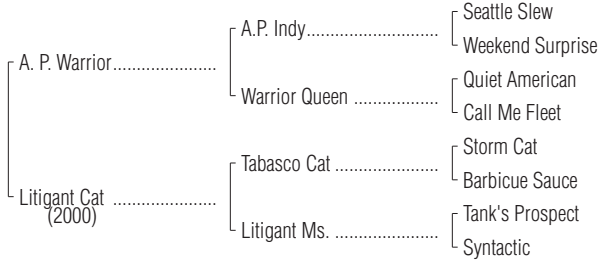 Seattle Slew
A.P. Indy..............................
Weekend Surprise
A. P. Warrior......................
Quiet American
Warrior Queen ...................
Call Me Fleet
Storm Cat
Tabasco Cat .......................
Barbicue Sauce
Litigant Cat ......................
(2000)
Tank's Prospect
Litigant Ms. .......................
Syntactic